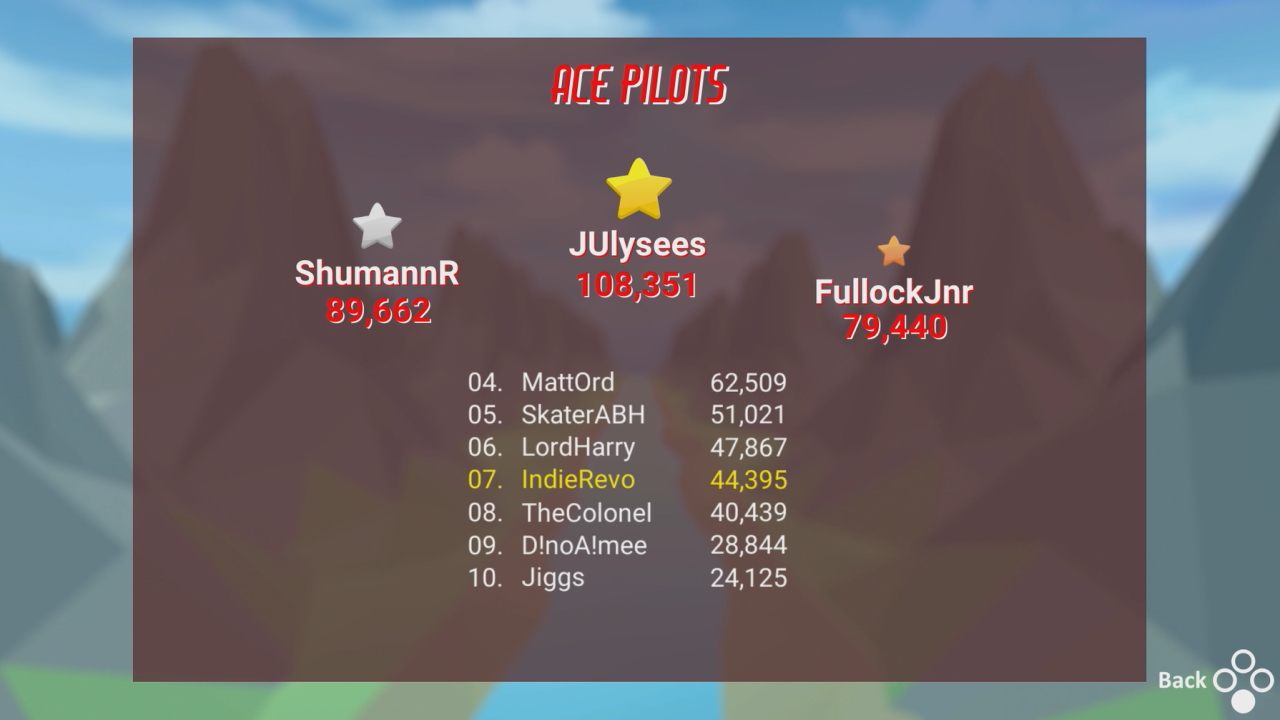 ACE PILOTS
JUlysees
108,351
ShumannR
89,662
FullockJnr
79,440
04. MattOrd 62,509
05. SkaterABH 51,021
06. LordHarry 47,867
07. IndieRevo 44,395
08. TheColonel 40,439
09. D!noA!mee 28,844
10. Jiggs 24,125
Back